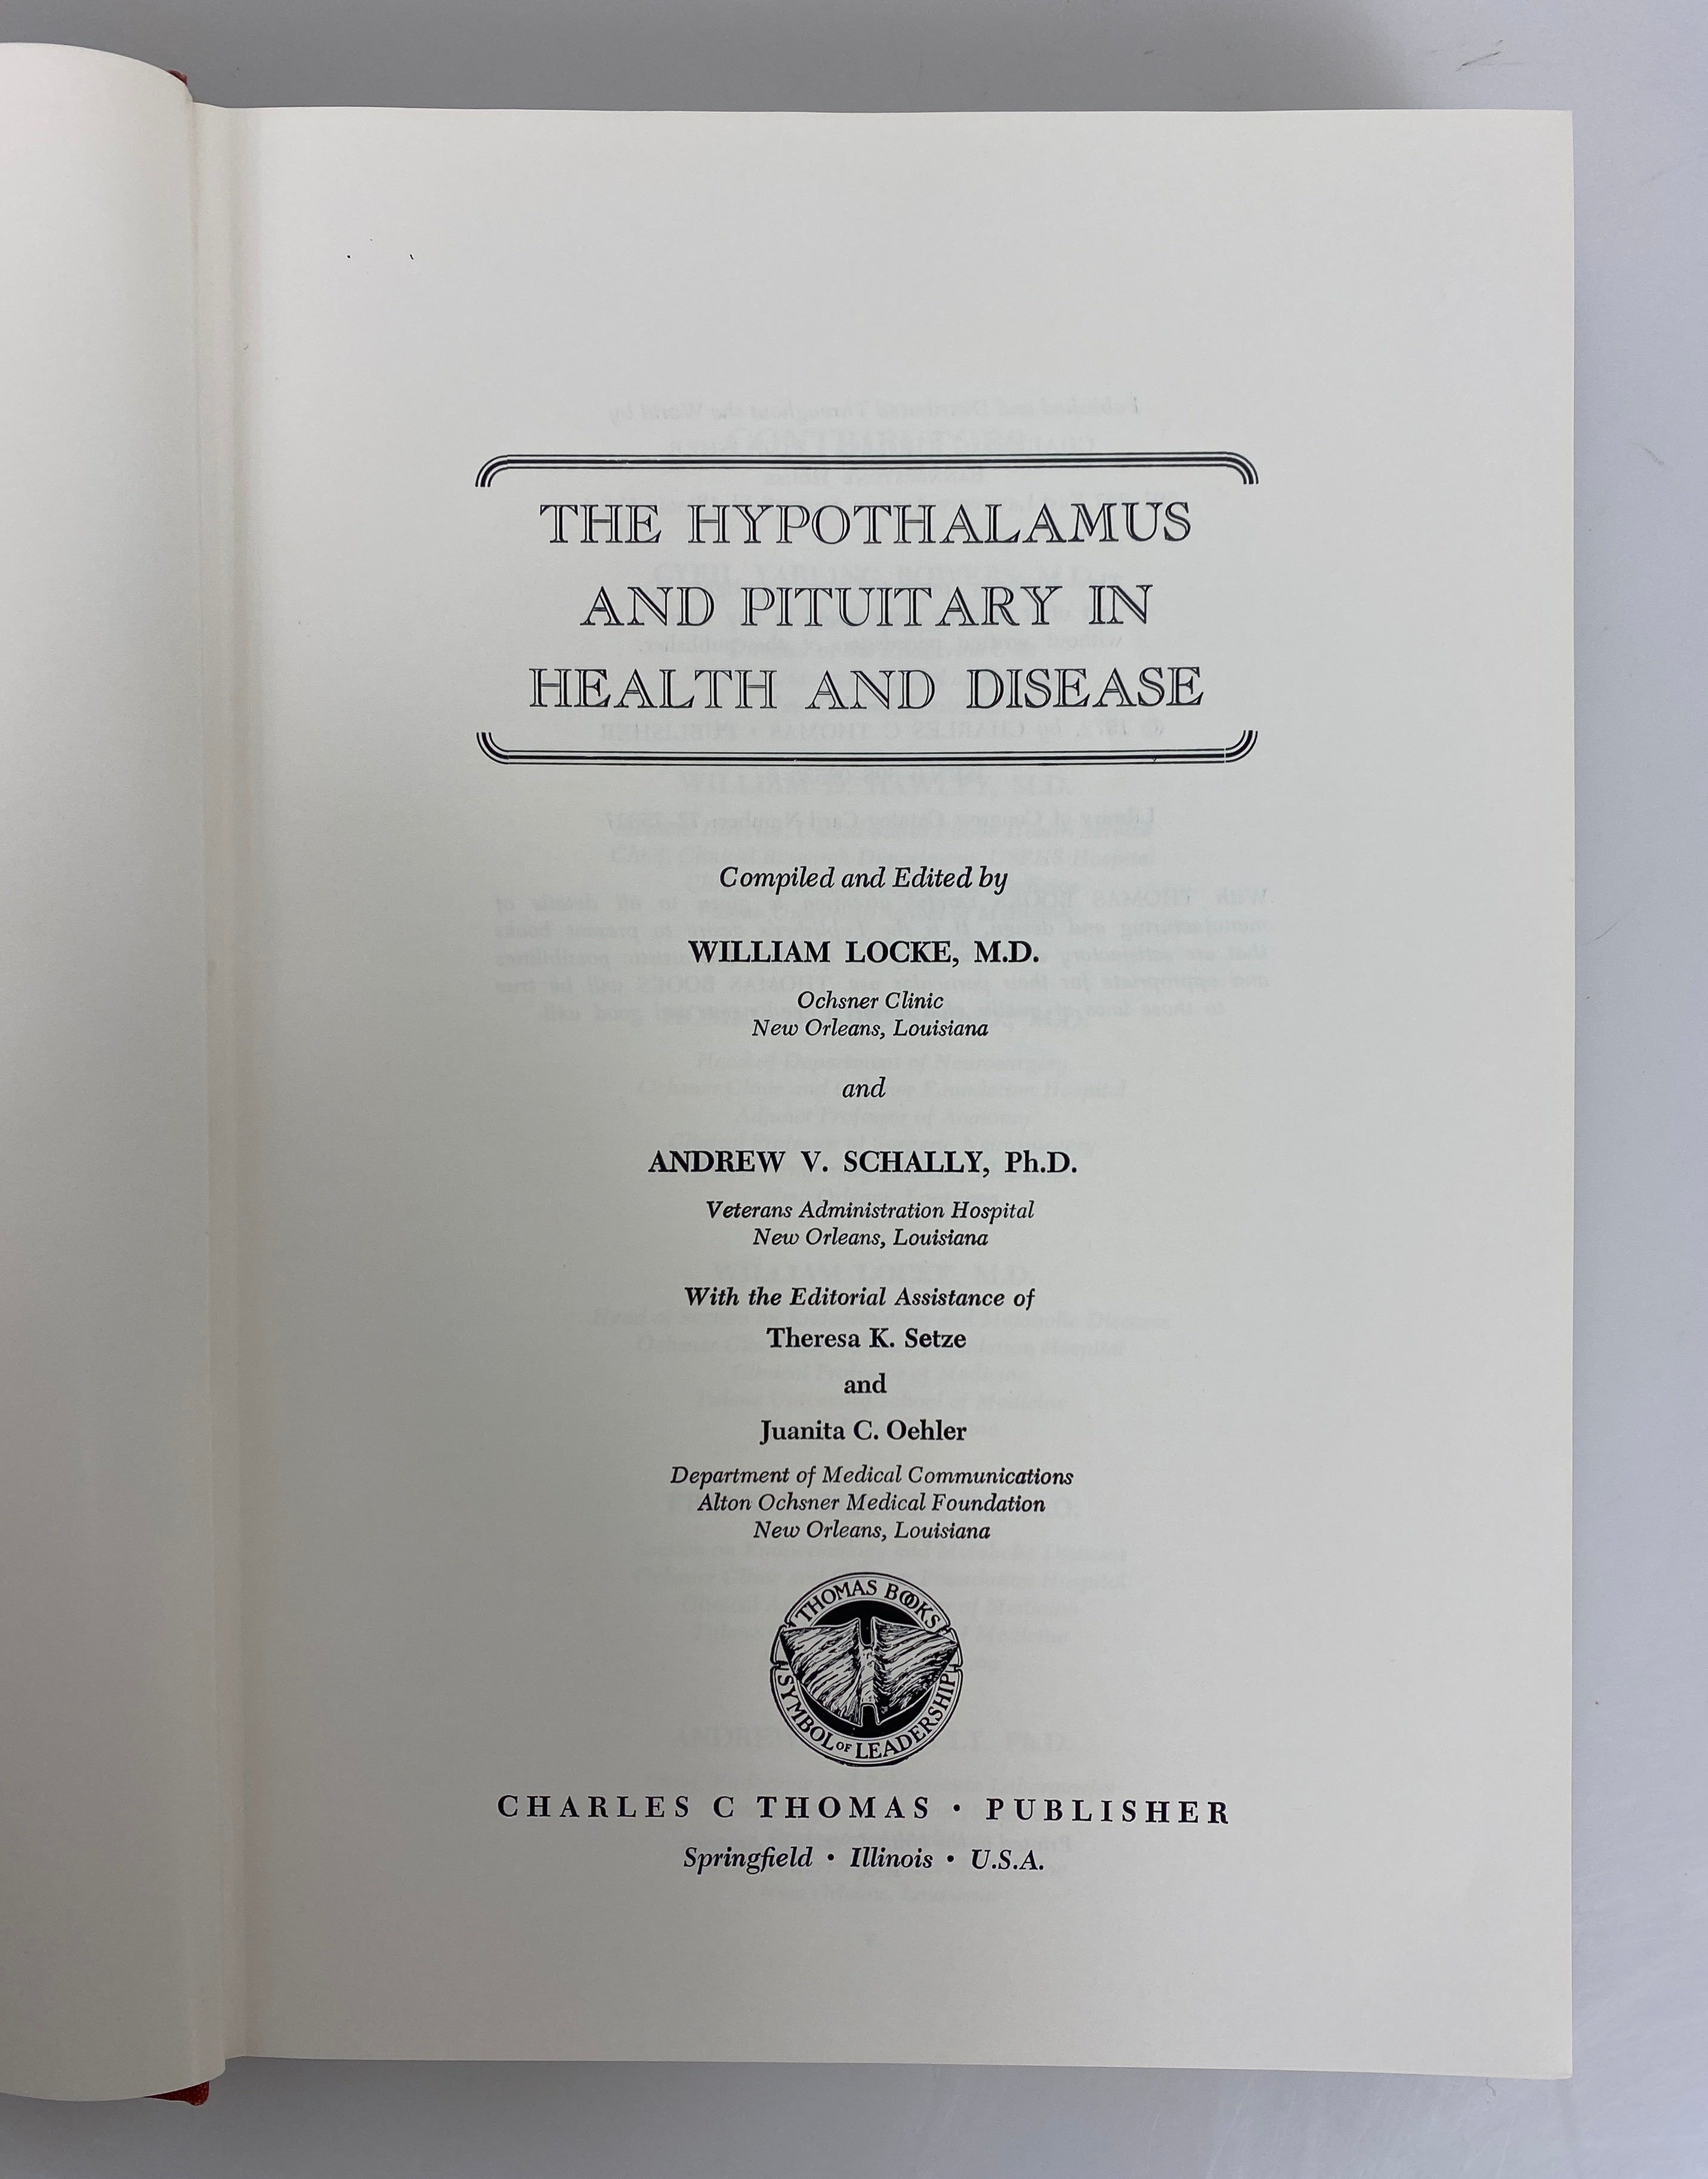 THE HYPOTHALAMUS
AND PITUITARY IN
HEALTH AND DISEASE
Compiled and Edited by
WILLIAM LOCKE, M.D.
Ochsner Clinic
New Orleans, Louisiana
and
ANDREW V. SCHALLY, Ph.D.
Veterans Administration Hospital
New Orleans, Louisiana
With the Editorial Assistance of
Theresa K. Setze
and
Juanita C. Oehler
Department of Medical Communications
Alton Ochsner Medical Foundation
New Orleans, Louisiana
THOMAS BOOKS
SYMBOL OF LEADERSHIP
CHARLES C THOMAS • PUBLISHER
Springfield • Illinois • U.S.A.